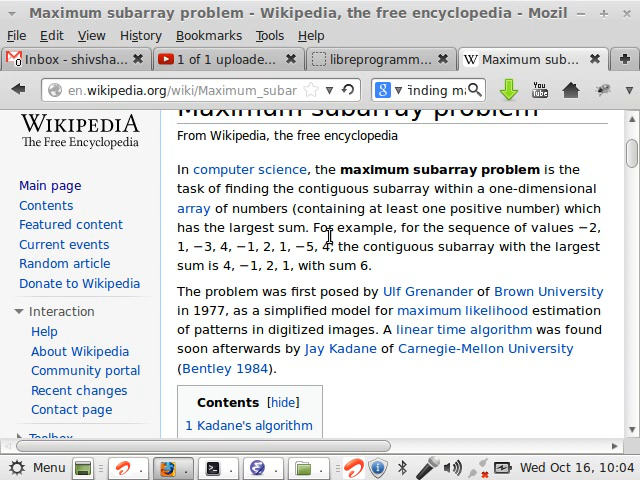 Maximum subarray problem - Wikipedia, the free encyclopedia - Mozil
File Edit View History Bookmarks Tools Help
Inbox - shivsha...
1 of 1 uploade...
libreprogramm...
W Maximum sub...
en.wikipedia.org/wiki/Maximum_subar
8 finding ma
You Tube
WIKIPEDIA
The Free Encyclopedia
Main page
Contents
Featured content
Current events
Random article
Donate to Wikipedia
Interaction
Help
About Wikipedia
Community portal
Recent changes
Contact page
Toolbox
Maximum subarray problem
From Wikipedia, the free encyclopedia
In computer science, the maximum subarray problem is the
task of finding the contiguous subarray within a one-dimensional
array of numbers (containing at least one positive number) which
has the largest sum. For example, for the sequence of values −2,
1, −3, 4, −1, 2, 1, −5, 4; the contiguous subarray with the largest
sum is 4, −1, 2, 1, with sum 6.
The problem was first posed by Ulf Grenander of Brown University
in 1977, as a simplified model for maximum likelihood estimation
of patterns in digitized images. A linear time algorithm was found
soon afterwards by Jay Kadane of Carnegie-Mellon University
(Bentley 1984).
Contents [hide]
1 Kadane's algorithm
Menu
Wed Oct 16, 10:04